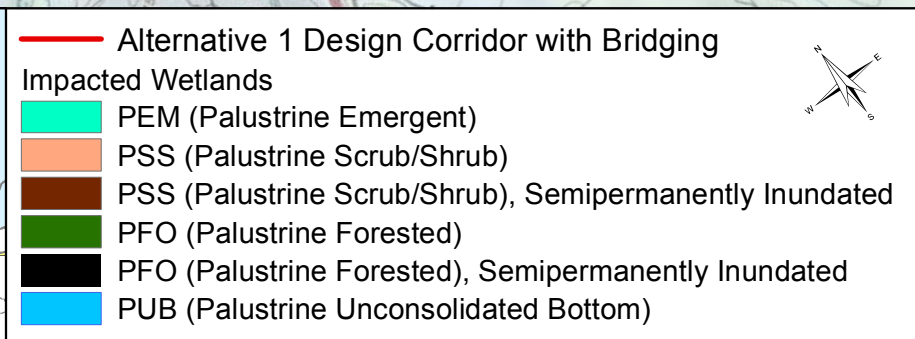 Alternative 1 Design Corridor with Bridging
N
E
W
S
Impacted Wetlands
PEM (Palustrine Emergent)
PSS (Palustrine Scrub/Shrub)
PSS (Palustrine Scrub/Shrub), Semipermanently Inundated
PFO (Palustrine Forested)
PFO (Palustrine Forested), Semipermanently Inundated
PUB (Palustrine Unconsolidated Bottom)